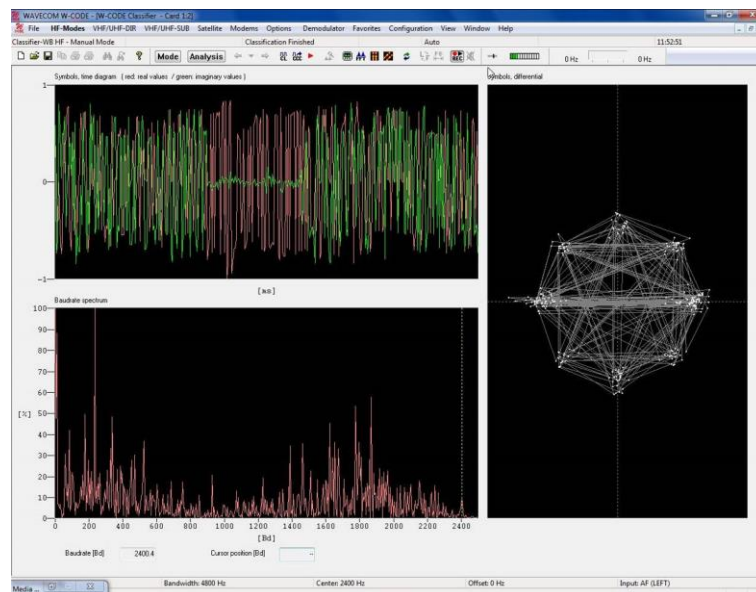 WAVECOM W-CODE - [W-CODE Classifier - Card 1:2]
File HF-Modes VHF/UHF-DIR VHF/UHF-SUB Satellite Modems Options Demodulator Favorites Configuration View Window Help
Classifier-WB HF - Manual Mode Classification Finished Auto 11:52:51
Mode Analysis REC 0 Hz 0 Hz
Symbols, time diagram ( red: real values / green: imaginary values )
symbols, differential
1
0
-1
[ms]
Baudrate spectrum
100
90
80
70
60
[%] 50
40
30
20
10
0
0 200 400 600 800 1000 1200 1400 1600 1800 2000 2200 2400
[Bd]
Baudrate [Bd] 2400.4 Cursor position [Bd] --
Bandwidth: 4800 Hz Center: 2400 Hz Offset: 0 Hz Input: AF (LEFT)
Media ...